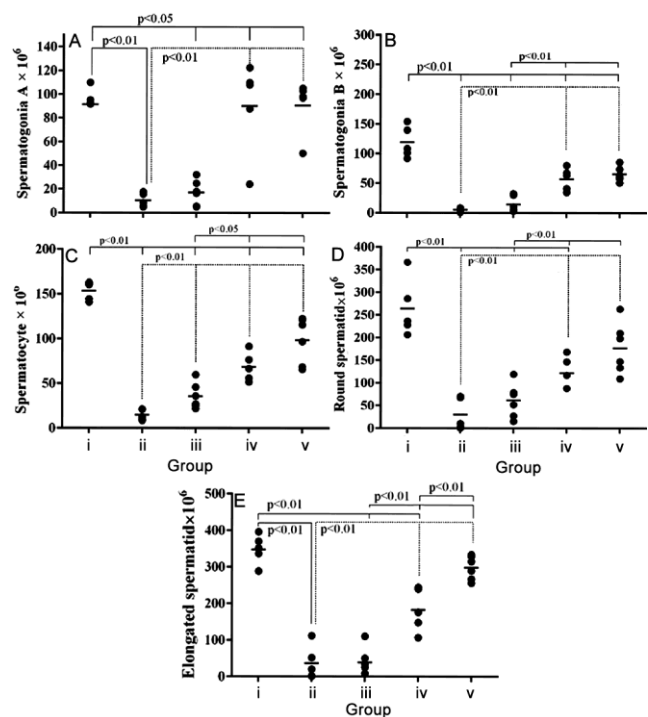 A
p<0.05
p<0.01
p<0.01
Spermatogonia A × 10⁶
120
100
80
60
40
20
0
B
p<0.01
p<0.01
p<0.01
Spermatogonia B × 10⁶
300
250
200
150
100
50
0
C
p<0.05
p<0.01
p<0.01
Spermatocyte × 10⁶
200
150
100
50
0
i ii iii iv v
Group
D
p<0.01
p<0.01
p<0.01
Round spermatid×10⁶
400
350
300
250
200
150
100
50
0
i ii iii iv v
Group
E
p<0.01
p<0.01
p<0.01
p<0.01
p<0.01
Elongated spermatid×10⁶
500
400
300
200
100
0
i ii iii iv v
Group